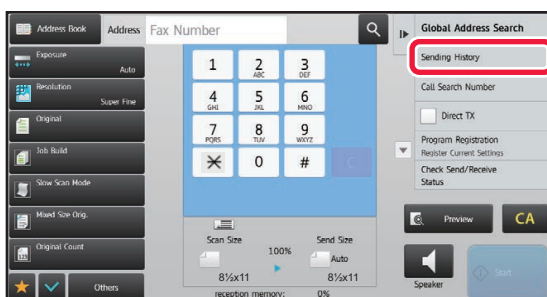 Address Book
Address
Fax Number
Global Address Search
Exposure
Auto
Sending History
Resolution
Super Fine
Call Search Number
Original
Direct TX
Job Build
Program Registration
Register Current Settings
Slow Scan Mode
Check Send/Receive
Status
Mixed Size Orig.
Original Count
Others
1
2
ABC
3
DEF
4
GHI
5
JKL
6
MNO
7
PQRS
8
TUV
9
WXYZ
0
#
C
Scan Size
100%
Send Size
Auto
8½x11
8½x11
reception memory: 0%
Preview
CA
Speaker
Start